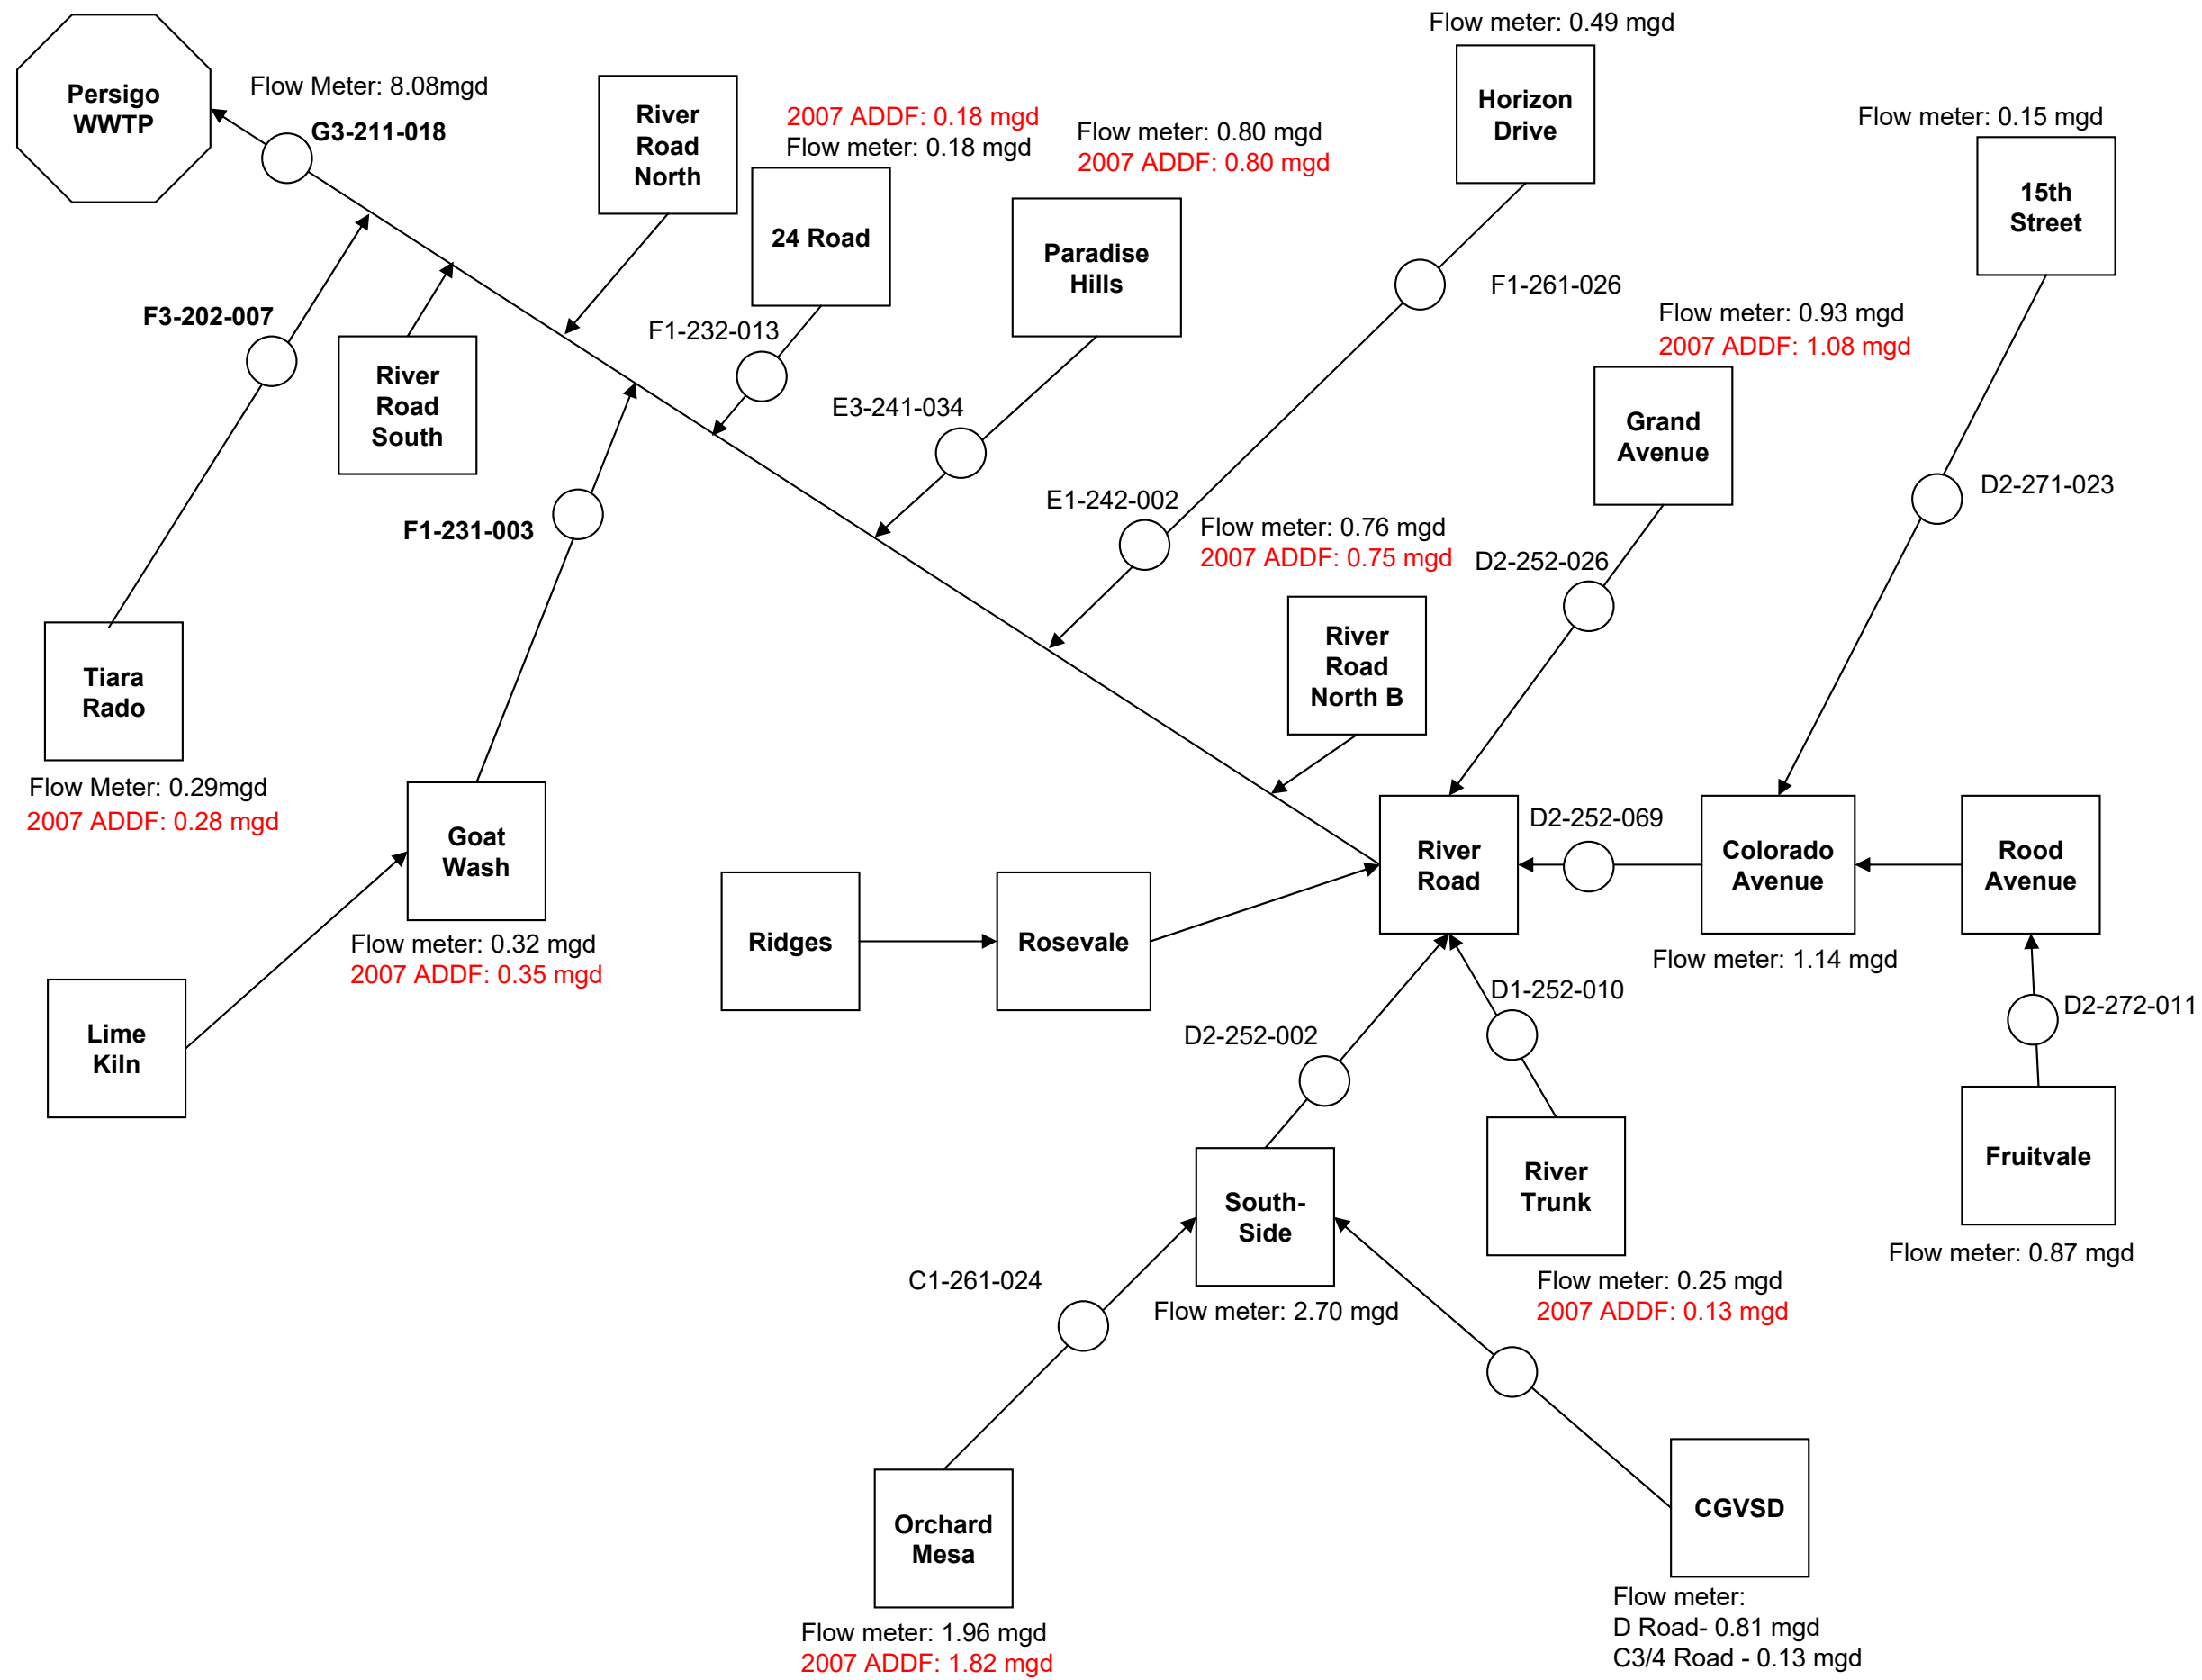 Flow meter: 0.49 mgd
Persigo
WWTP
Flow Meter: 8.08mgd
G3-211-018
River
Road
North
2007 ADDF: 0.18 mgd
Flow meter: 0.18 mgd
24 Road
Flow meter: 0.80 mgd
2007 ADDF: 0.80 mgd
Paradise
Hills
Horizon
Drive
F1-261-026
Flow meter: 0.15 mgd
15th
Street
F3-202-007
River
Road
South
F1-232-013
E3-241-034
Flow meter: 0.93 mgd
2007 ADDF: 1.08 mgd
Grand
Avenue
D2-271-023
F1-231-003
E1-242-002
Flow meter: 0.76 mgd
2007 ADDF: 0.75 mgd
D2-252-026
River
Road
North B
Tiara
Rado
Flow Meter: 0.29mgd
2007 ADDF: 0.28 mgd
Goat
Wash
Flow meter: 0.32 mgd
2007 ADDF: 0.35 mgd
Lime
Kiln
Ridges
Rosevale
River
Road
D2-252-069
Colorado
Avenue
Flow meter: 1.14 mgd
Rood
Avenue
D2-272-011
D1-252-010
D2-252-002
Fruitvale
Flow meter: 0.87 mgd
River
Trunk
Flow meter: 0.25 mgd
2007 ADDF: 0.13 mgd
South-
Side
Flow meter: 2.70 mgd
C1-261-024
Orchard
Mesa
Flow meter: 1.96 mgd
2007 ADDF: 1.82 mgd
CGVSD
Flow meter:
D Road- 0.81 mgd
C3/4 Road - 0.13 mgd